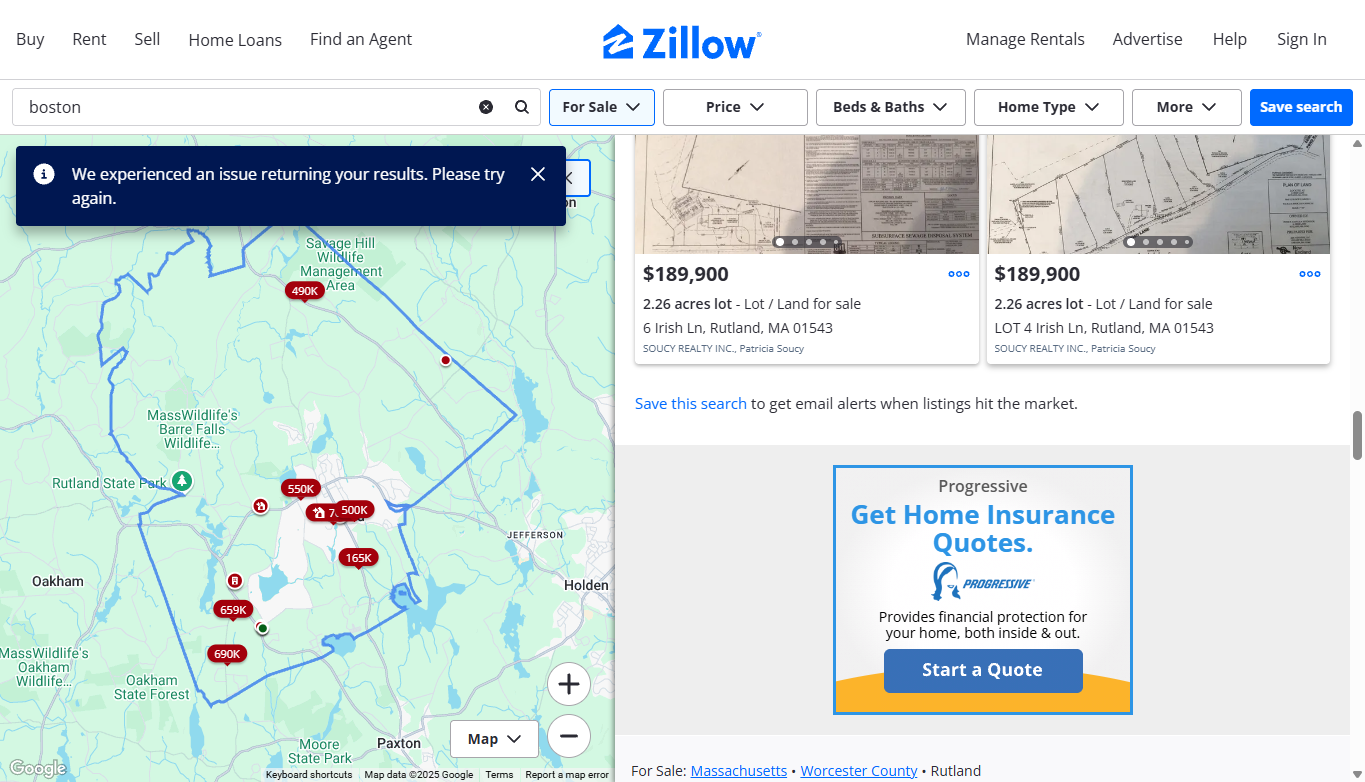 Buy
Rent
Sell
Home Loans
Find an Agent
Zillow
Manage Rentals
Advertise
Help
Sign In
boston
For Sale
Price
Beds & Baths
Home Type
More
Save search
We experienced an issue returning your results. Please try
again.
Savage Hill
Wildlife
Management
Area
490K
MassWildlife's
Barre Falls
Wildlife...
Rutland State Park
550K
500K
165K
JEFFERSON
Holden
Oakham
659K
690K
MassWildlife's
Oakham
Wildlife...
Oakham
State Forest
Moore
State Park
Paxton
Map
Google
Keyboard shortcuts
Map data ©2025 Google
Terms
Report a map error
SUBSURFACE SEWAGE DISPOSAL SYSTEM
PLAN OF LAND
$189,900
2.26 acres lot - Lot / Land for sale
6 Irish Ln, Rutland, MA 01543
SOUCY REALTY INC., Patricia Soucy
$189,900
2.26 acres lot - Lot / Land for sale
LOT 4 Irish Ln, Rutland, MA 01543
SOUCY REALTY INC., Patricia Soucy
Save this search to get email alerts when listings hit the market.
Progressive
Get Home Insurance
Quotes.
PROGRESSIVE
Provides financial protection for
your home, both inside & out.
Start a Quote
For Sale: Massachusetts • Worcester County • Rutland